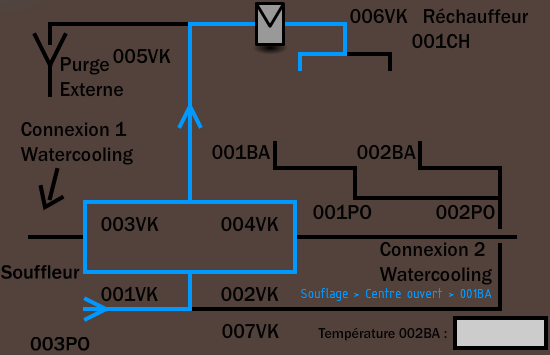 006VK Réchauffeur
001CH
005VK
Purge
Externe
Connexion 1
Watercooling
001BA
002BA
001PO
002PO
003VK
004VK
Connexion 2
Watercooling
Souffleur
001VK
002VK
Souflage > Centre ouvert > 001BA
007VK
Température 002BA :
003PO